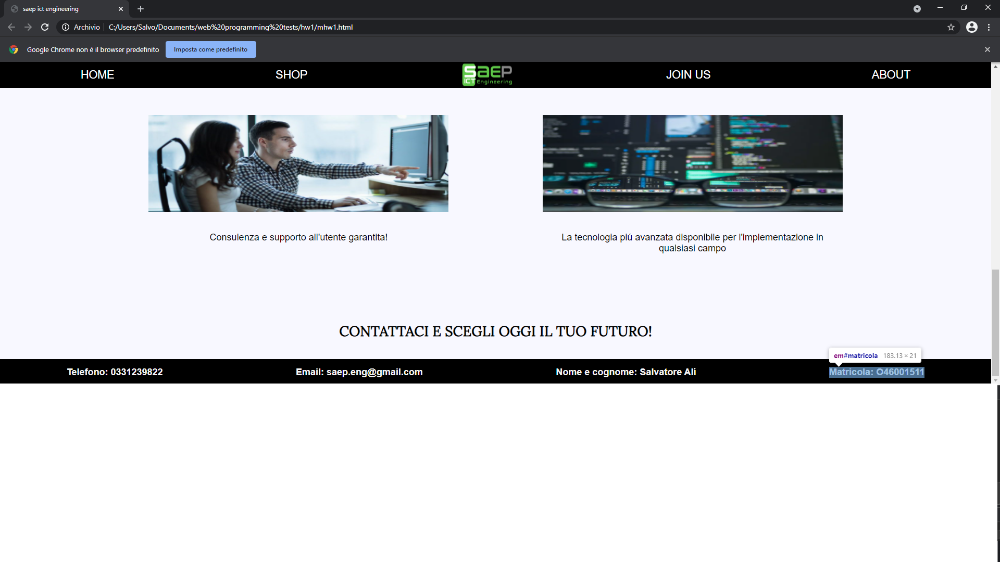 saep ict engineering
Archivio C:/Users/Salvo/Documents/web%20programming%20tests/hw1/mhw1.html
Google Chrome non è il browser predefinito Imposta come predefinito
HOME SHOP saep ICT Engineering JOIN US ABOUT
Consulenza e supporto all'utente garantita!
La tecnologia piú avanzata disponibile per l'implementazione in
qualsiasi campo
CONTATTACI E SCEGLI OGGI IL TUO FUTURO!
em#matricola 183.13 × 21
Telefono: 0331239822 Email: saep.eng@gmail.com Nome e cognome: Salvatore Alí Matricola: O46001511